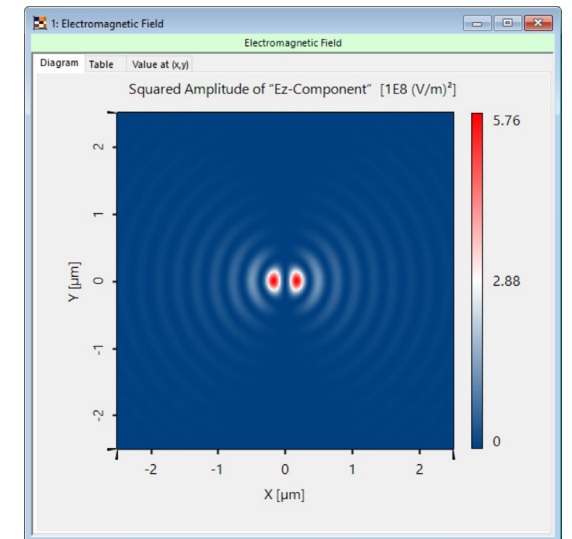 1: Electromagnetic Field
Electromagnetic Field
Diagram Table Value at (x,y)
Squared Amplitude of "Ez-Component" [1E8 (V/m)²]
5.76
2.88
0
Y [µm]
2
1
0
-1
-2
-2 -1 0 1 2
X [µm]